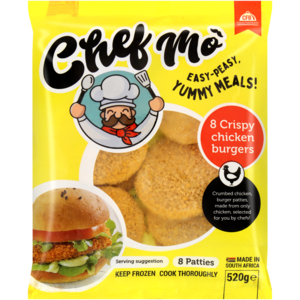 Chef Mò
EASY-PEASY,
YUMMY MEALS!
8 Crispy
chicken
burgers
Crumbed chicken
burger patties,
made from only
chicken, selected
for you by chefs!
Serving suggestion
8 Patties
MADE IN
SOUTH AFRICA
KEEP FROZEN COOK THOROUGHLY
520g℮